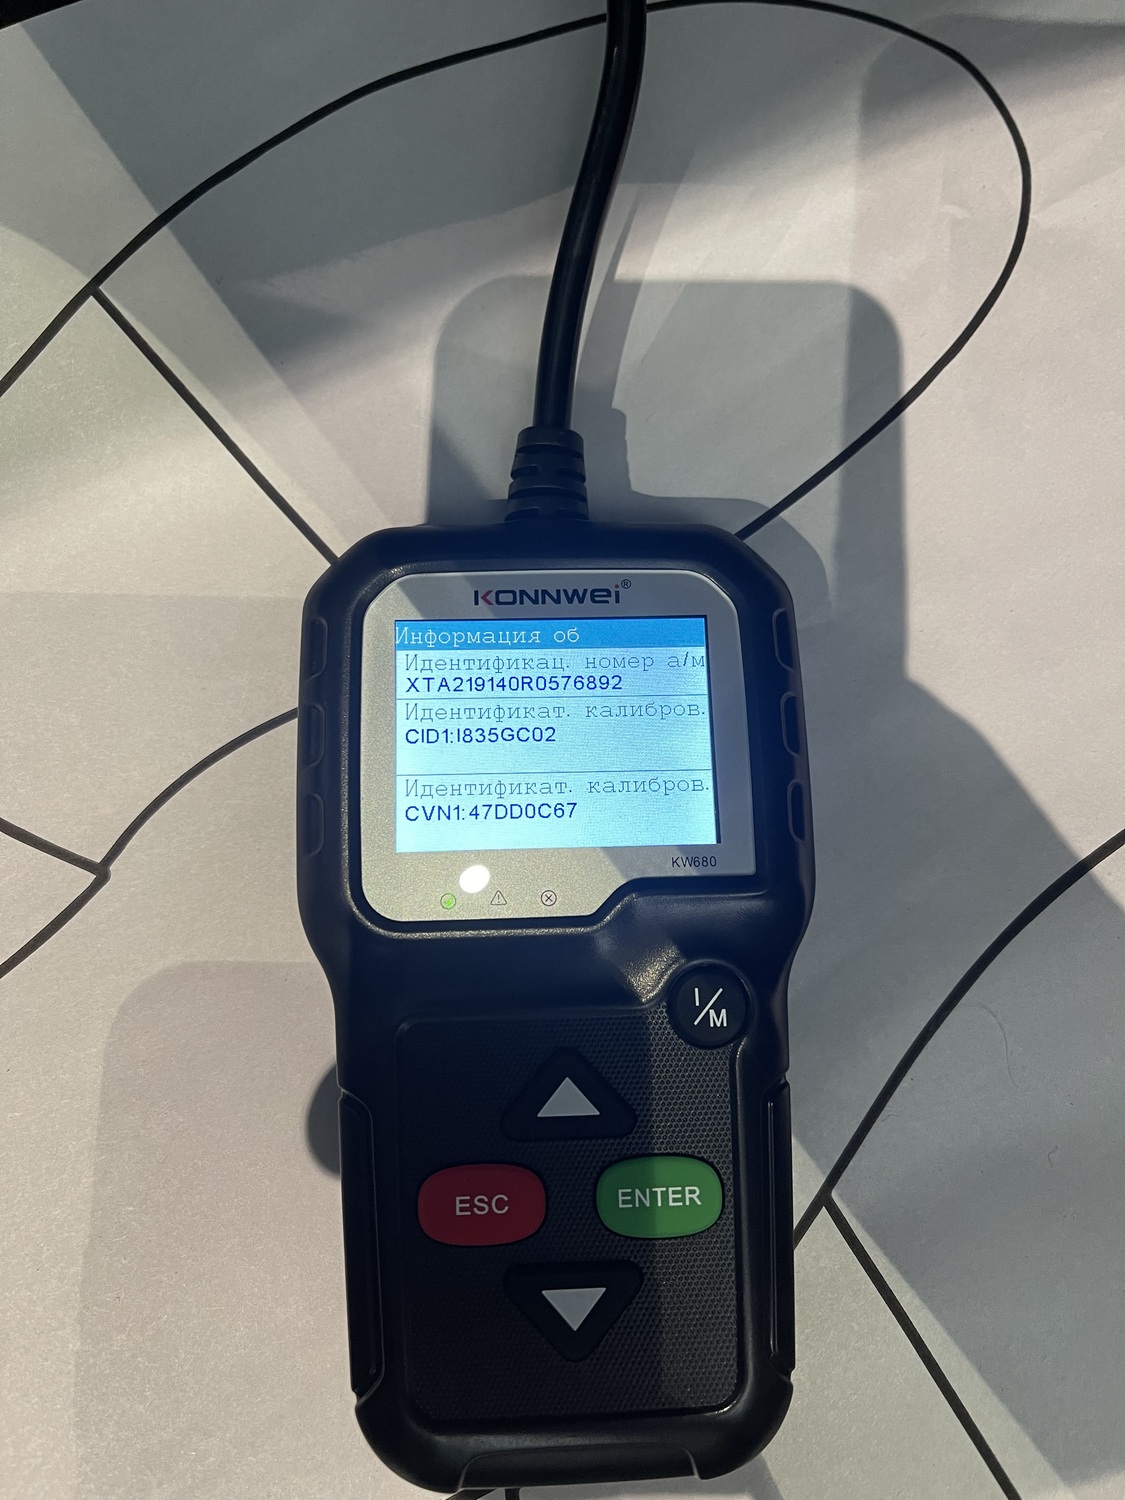 KONNWEI®
Информация об
Идентификац. номер а/м
XTA219140R0576892
Идентификат. калибров.
CID1:I835GC02
Идентификат. калибров.
CVN1:47DD0C67
KW680
I/M
ESC
ENTER